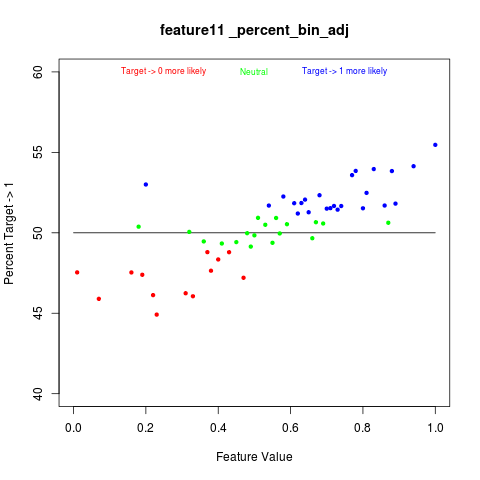 feature11 _percent_bin_adj
Target -> 0 more likely
Neutral
Target -> 1 more likely
Percent Target -> 1
60
55
50
45
40
0.0
0.2
0.4
0.6
0.8
1.0
Feature Value